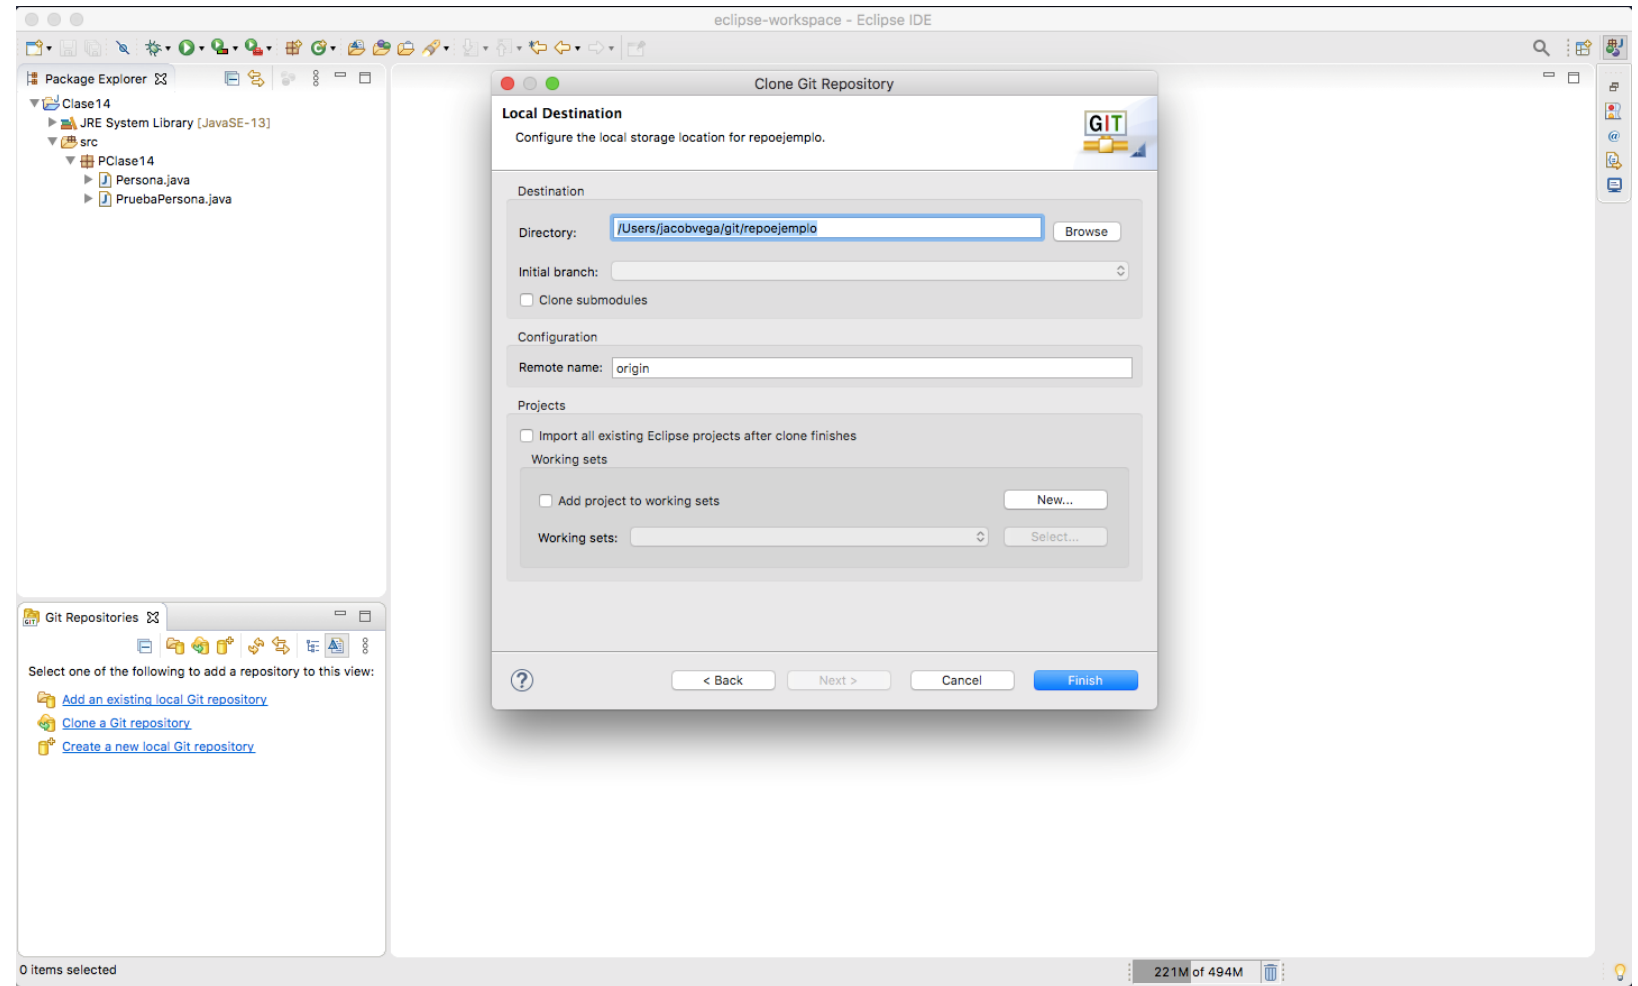 eclipse-workspace - Eclipse IDE
Package Explorer
Clase14
JRE System Library [JavaSE-13]
src
PClase14
Persona.java
PruebaPersona.java
Clone Git Repository
Local Destination
Configure the local storage location for repoejemplo.
GIT
Destination
Directory: /Users/jacobvega/git/repoejemplo Browse
Initial branch:
Clone submodules
Configuration
Remote name: origin
Projects
Import all existing Eclipse projects after clone finishes
Working sets
Add project to working sets New...
Working sets: Select...
? < Back Next > Cancel Finish
Git Repositories
Select one of the following to add a repository to this view:
Add an existing local Git repository
Clone a Git repository
Create a new local Git repository
0 items selected
221M of 494M